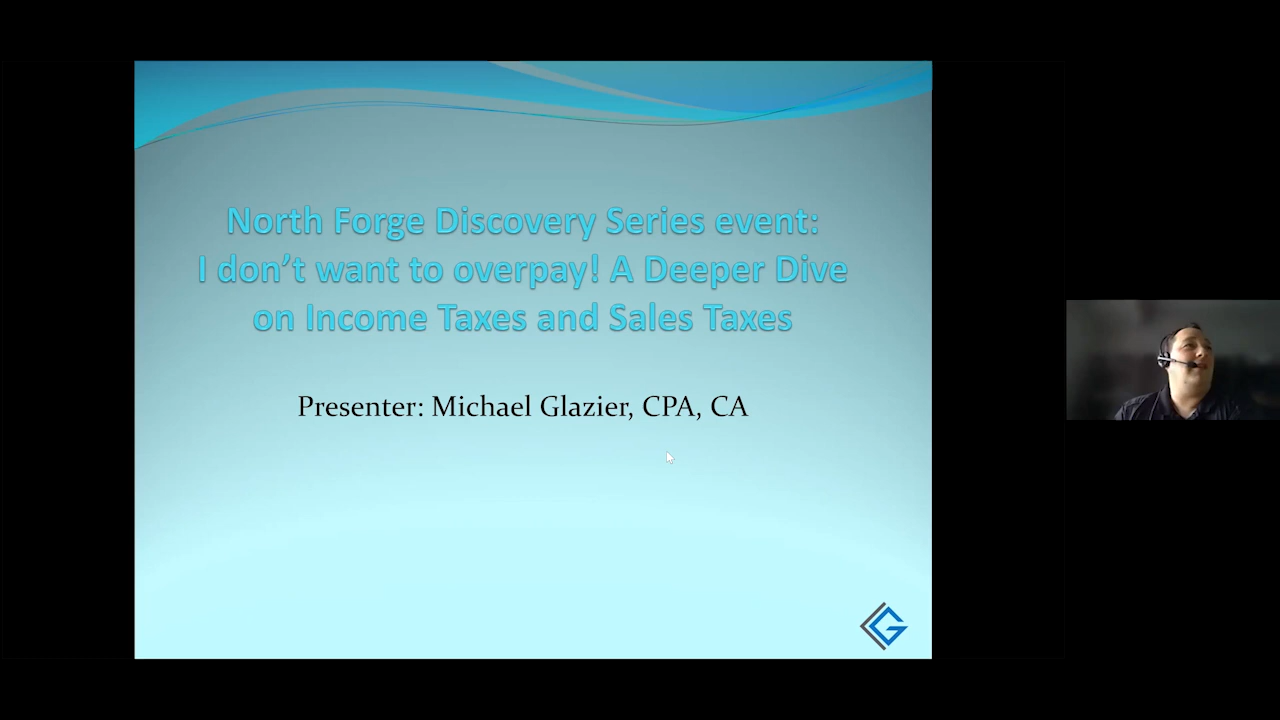 North Forge Discovery Series event:
I don’t want to overpay! A Deeper Dive
on Income Taxes and Sales Taxes
Presenter: Michael Glazier, CPA, CA